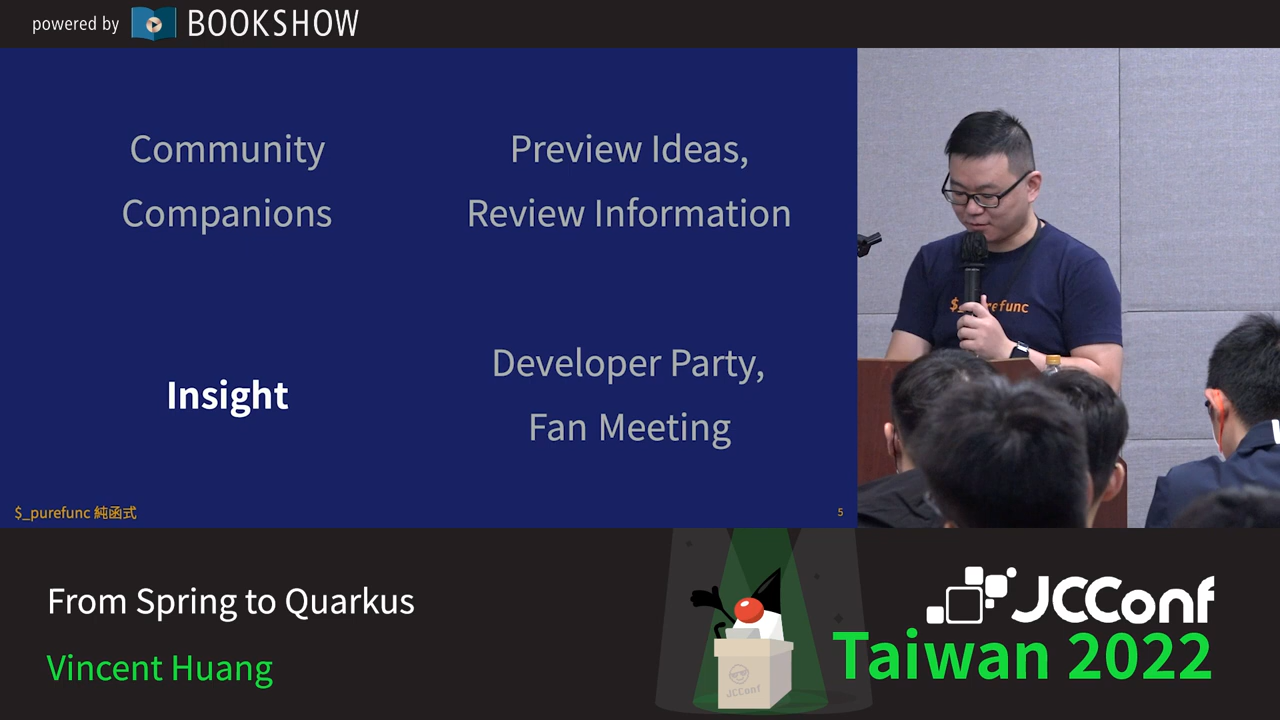 powered by BOOKSHOW
Community
Companions
Preview Ideas,
Review Information
Insight
Developer Party,
Fan Meeting
$_purefunc 純函式
5
From Spring to Quarkus
Vincent Huang
JCConf
JCConf
Taiwan 2022